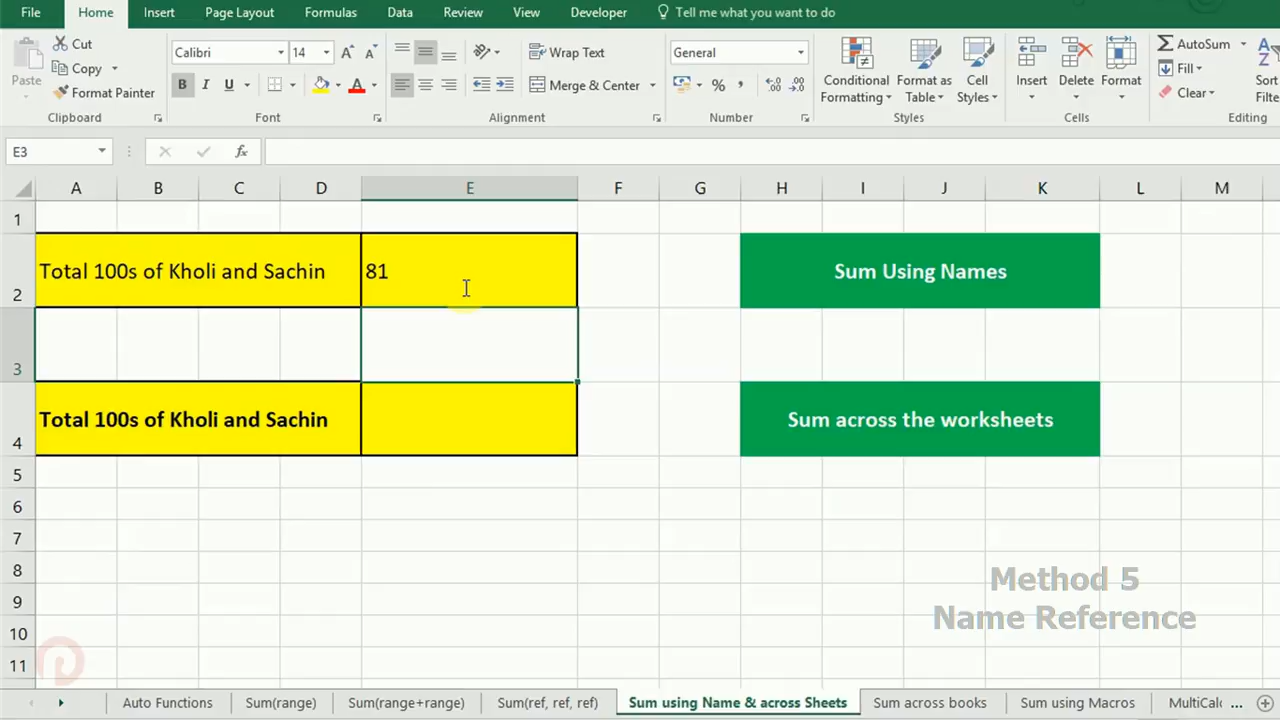 File Home Insert Page Layout Formulas Data Review View Developer Tell me what you want to do
Paste
Cut
Copy
Format Painter
Clipboard
Calibri 14
B I U
Font
Wrap Text
Merge & Center
Alignment
General
Number
Conditional Formatting
Format as Table
Cell Styles
Styles
Insert
Delete
Format
Cells
AutoSum
Fill
Clear
Editing
E3
fx
A B C D E F G H I J K L M
1
2 Total 100s of Kholi and Sachin 81 Sum Using Names
3
4 Total 100s of Kholi and Sachin Sum across the worksheets
5
6
7
8
9
10
11
Method 5
Name Reference
Auto Functions Sum(range) Sum(range+range) Sum(ref, ref, ref) Sum using Name & across Sheets Sum across books Sum using Macros ...